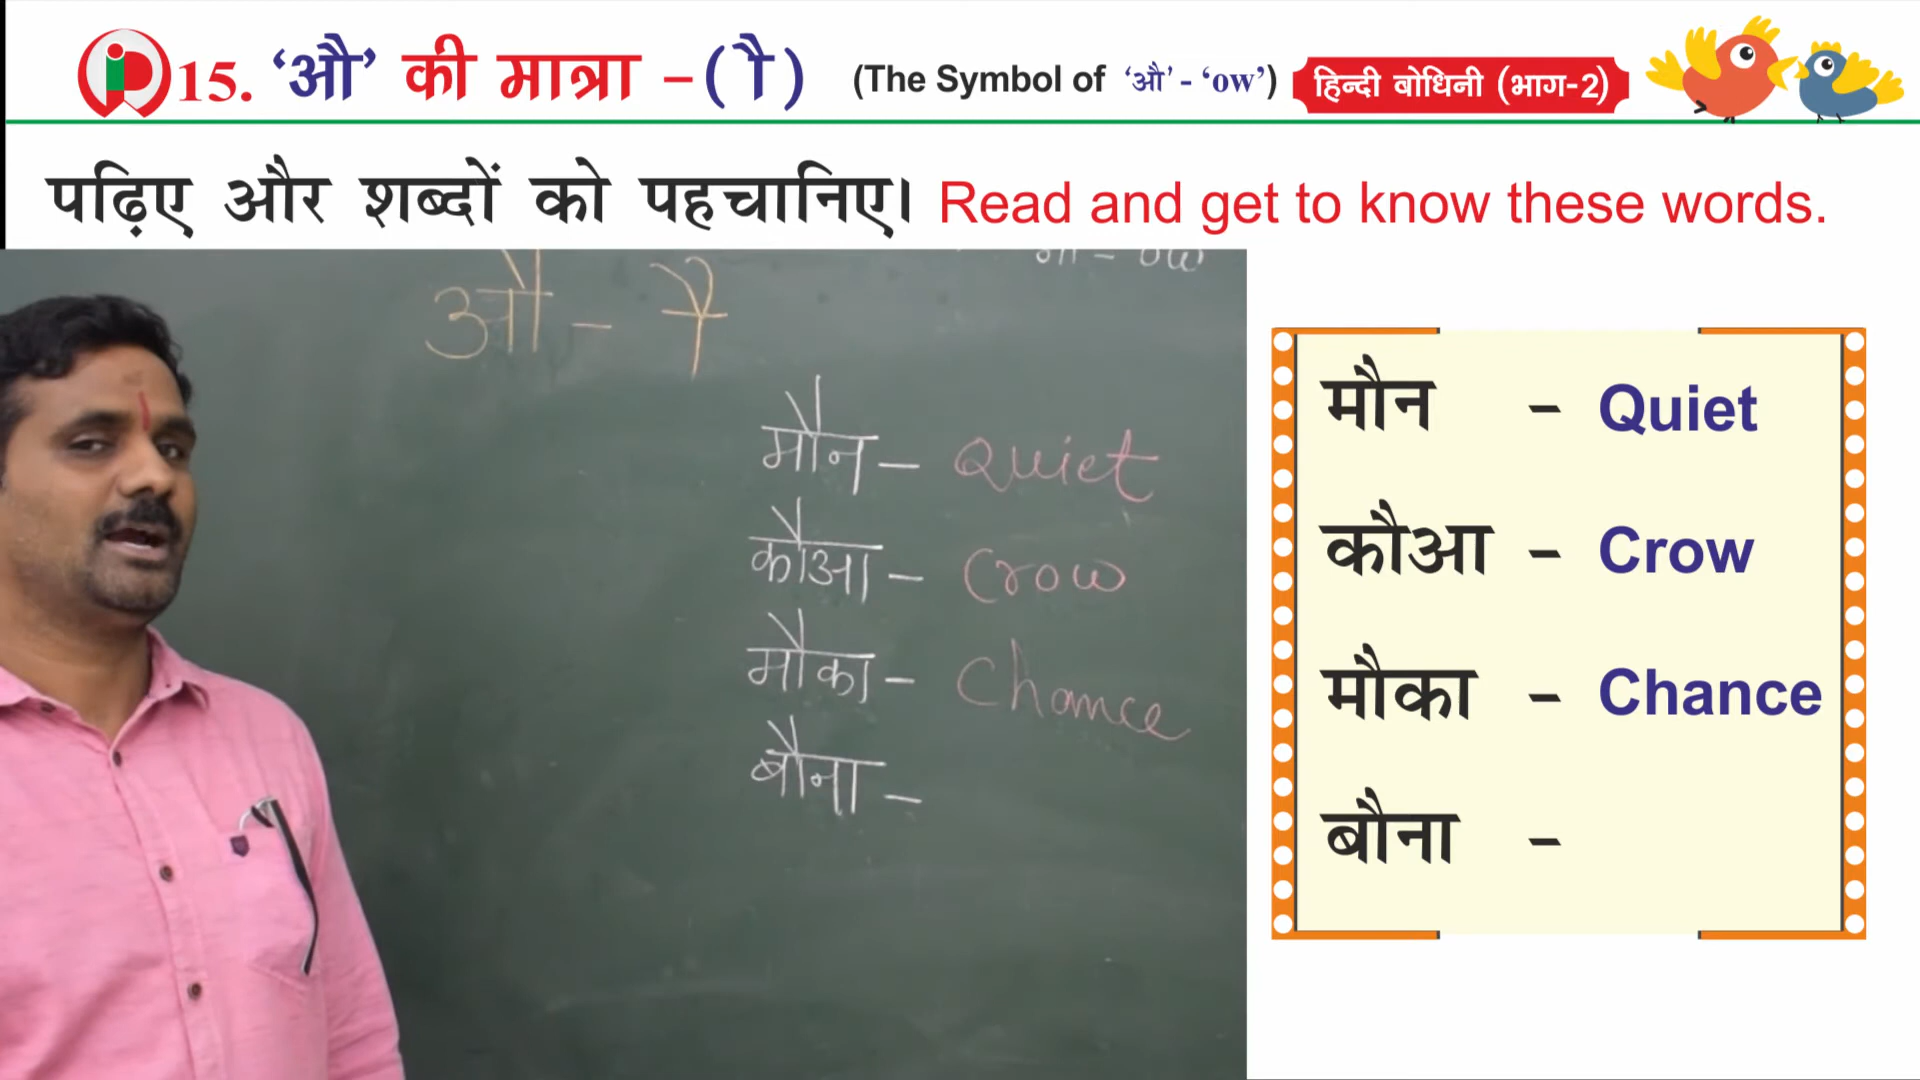 15. ‘औ’ की मात्रा – (ौ) (The Symbol of ‘औ’ - ‘ow’) हिन्दी बोधिनी (भाग-2)
पढ़िए और शब्दों को पहचानिए। Read and get to know these words.
औ – ौ
मौन – Quiet
कौआ – Crow
मौका – Chance
बौना –
मौन – Quiet
कौआ – Crow
मौका – Chance
बौना –